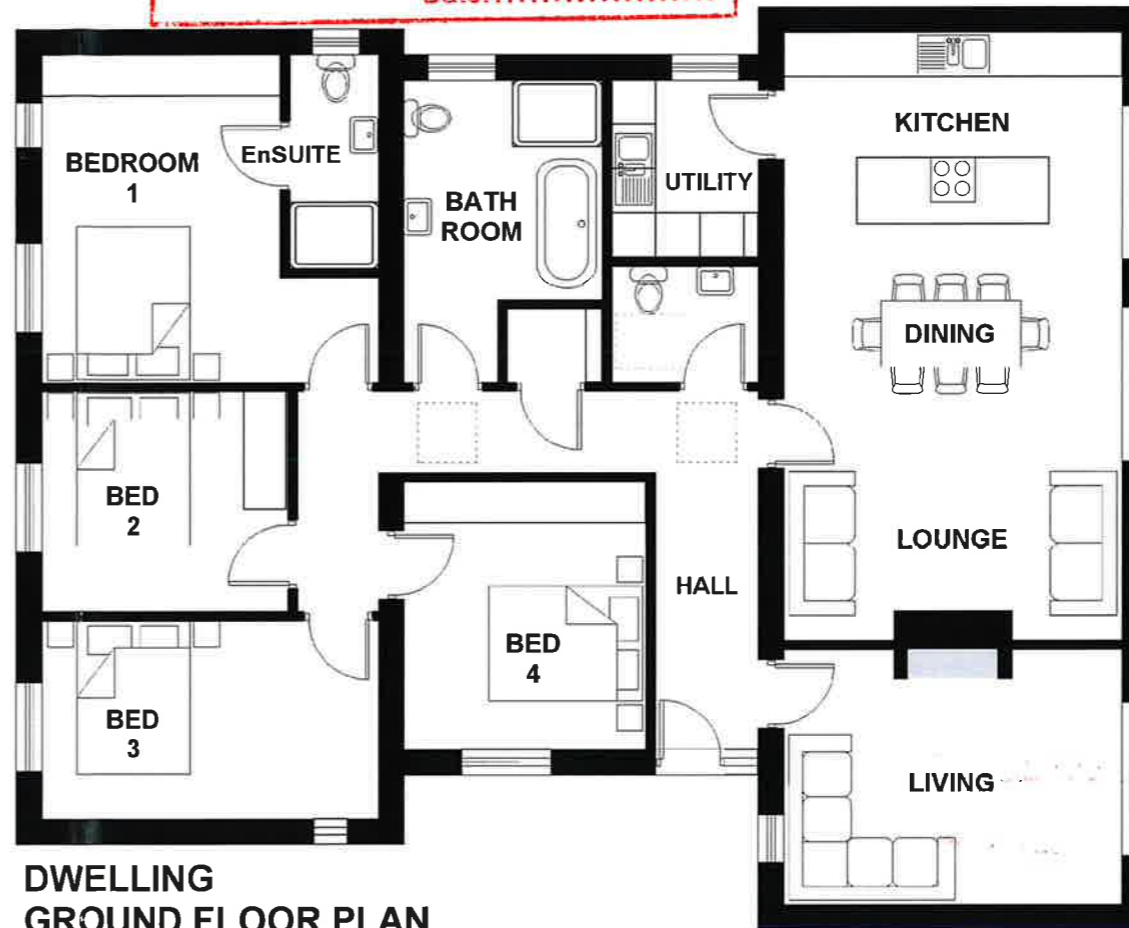 KITCHEN
BEDROOM
1
EnSUITE
BATH
ROOM
UTILITY
DINING
BED
2
LOUNGE
HALL
BED
4
BED
3
LIVING
DWELLING
GROUND FLOOR PLAN